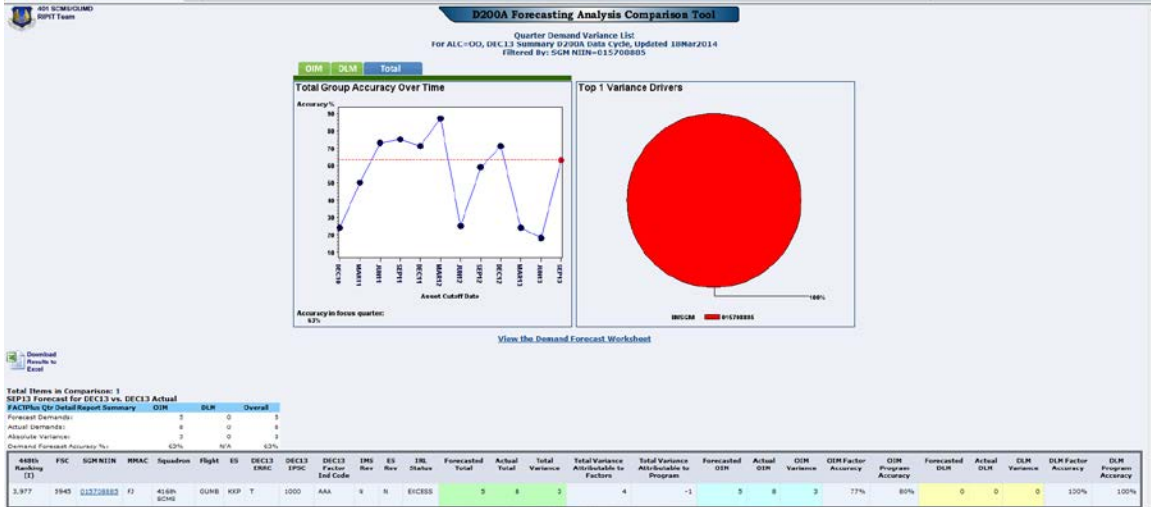 401 SCMS/GUMD
RIPIT Team
D200A Forecasting Analysis Comparison Tool
Quarter Demand Variance List
For ALC=OO, DEC13 Summary D200A Data Cycle, Updated 18Mar2014
Filtered By: SGM NIIN=015708885
OIM DLM Total
Total Group Accuracy Over Time
Accuracy%
90
80
70
60
50
40
30
20
10
DEC10 MAR11 JUN11 SEP11 DEC11 MAR12 JUN12 SEP12 DEC12 MAR13 JUN13 SEP13
Asset Cutoff Date
Accuracy in focus quarter:
63%
Top 1 Variance Drivers
100%
015708885
View the Demand Forecast Worksheet
Download
Results to
Excel
Total Items in Comparison: 1
SEP13 Forecast for DEC13 vs. DEC13 Actual
FACTPlus Qtr Detail Report Summary OIM DLM Overall
Forecast Demands: 5 0 5
Actual Demands: 8 0 8
Absolute Variance: 3 0 3
Demand Forecast Accuracy %: 63% N/A 63%
448th Ranking (I) FSC SGM NIIN MMAC Squadron Flight ES DEC13 ERRC DEC13 IPSC DEC13 Factor Ind Code IMS Rev ES Rev IRL Status Forecasted Total Actual Total Total Variance Total Variance Attributable to Factors Total Variance Attributable to Program Forecasted OIM Actual OIM OIM Variance OIM Factor Accuracy OIM Program Accuracy Forecasted DLM Actual DLM DLM Variance DLM Factor Accuracy DLM Program Accuracy
3,977 5945 015708885 FJ 416th SCMS GUMB KKP T 1000 AAA N EXCESS 5 8 3 4 -1 5 8 3 77% 80% 0 0 0 100% 100%